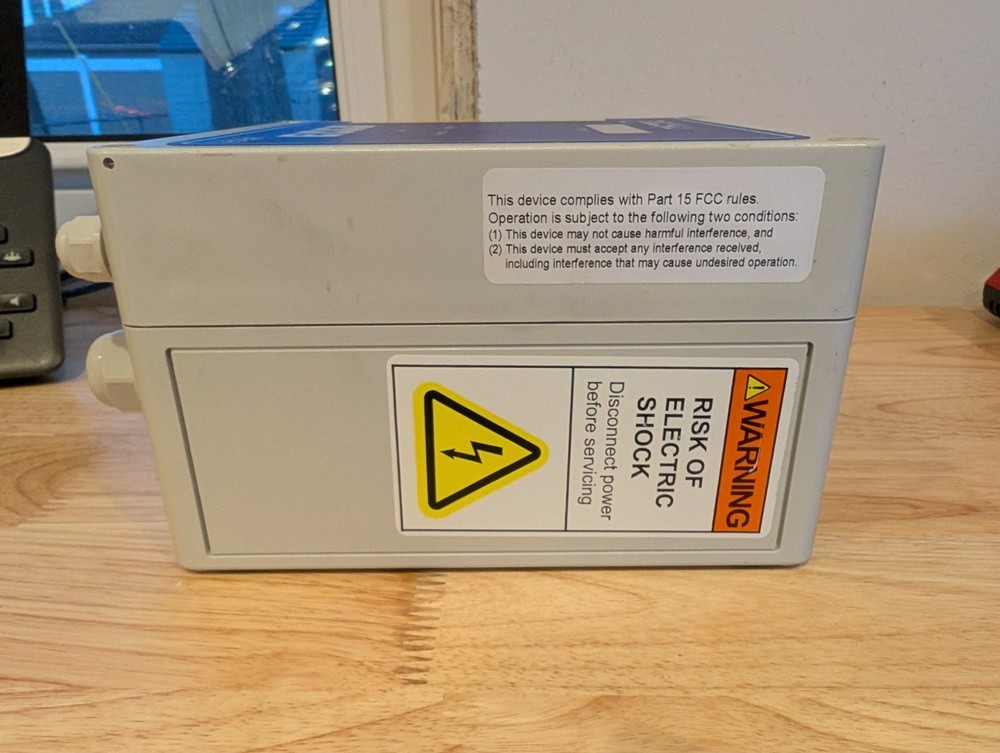 This device complies with Part 15 FCC rules.
Operation is subject to the following two conditions:
(1) This device may not cause harmful interference, and
(2) This device must accept any interference received,
including interference that may cause undesired operation.
WARNING
RISK OF
ELECTRIC
SHOCK
Disconnect power
before servicing